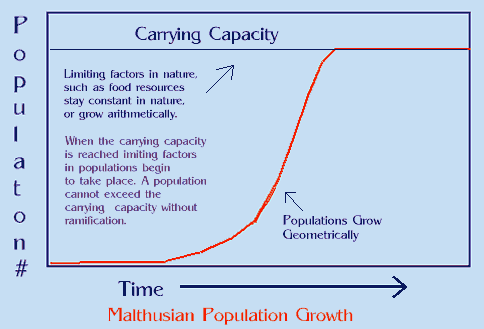 Populaton#
Carrying Capacity
Limiting factors in nature,
such as food resources
stay constant in nature,
or grow arithmetically.
When the carrying capacity
is reached imiting factors
in populations begin
to take place. A population
cannot exceed the
carrying capacity without
ramification.
Populations Grow
Geometrically
Time
Malthusian Population Growth